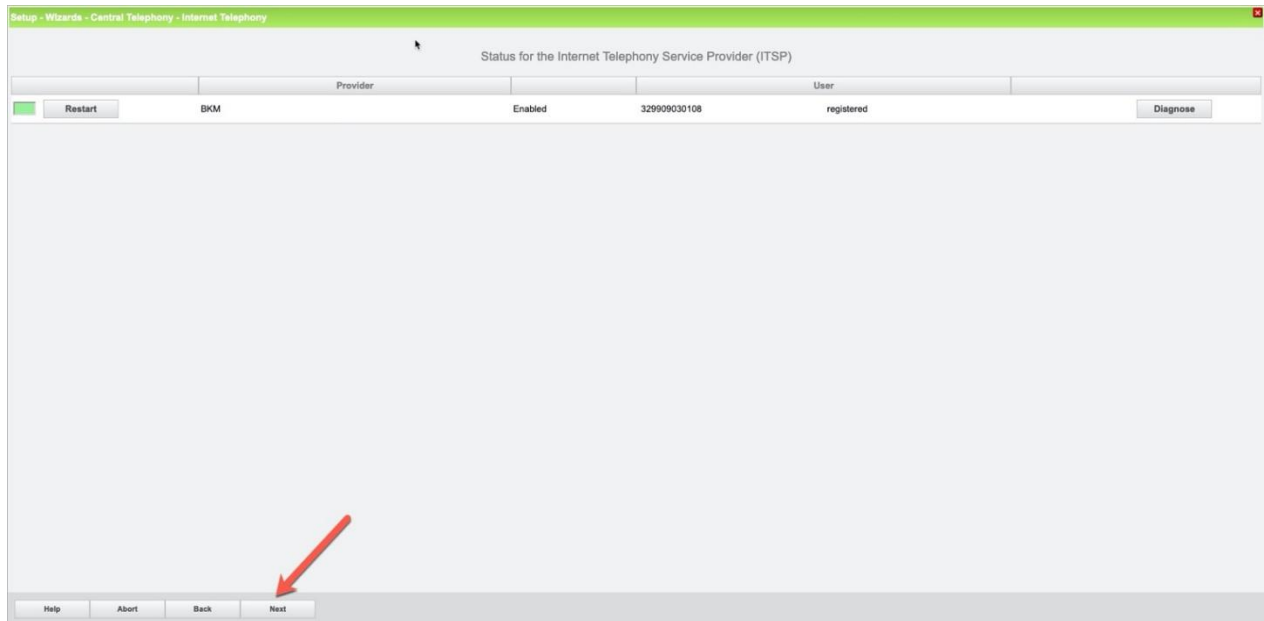 Setup - Wizards - Central Telephony - Internet Telephony
Status for the Internet Telephony Service Provider (ITSP)
Provider User
Restart BKM Enabled 329909030108 registered Diagnose
Help Abort Back Next